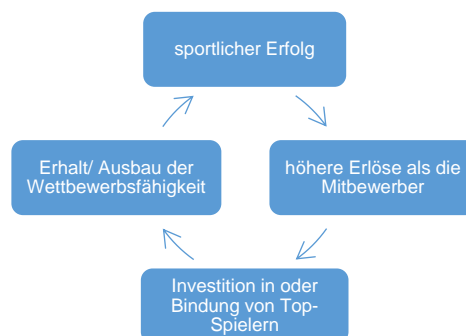 sportlicher Erfolg
höhere Erlöse als die
Mitbewerber
Investition in oder
Bindung von Top-
Spielern
Erhalt/ Ausbau der
Wettbewerbsfähigkeit